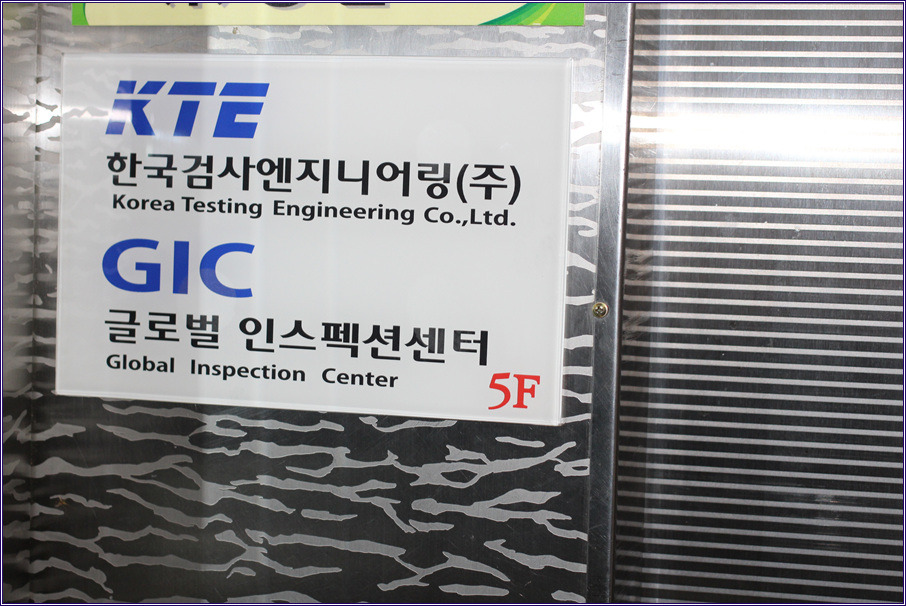 KTE
한국검사엔지니어링(주)
Korea Testing Engineering Co.,Ltd.
GIC
글로벌 인스펙션센터
Global Inspection Center
5F